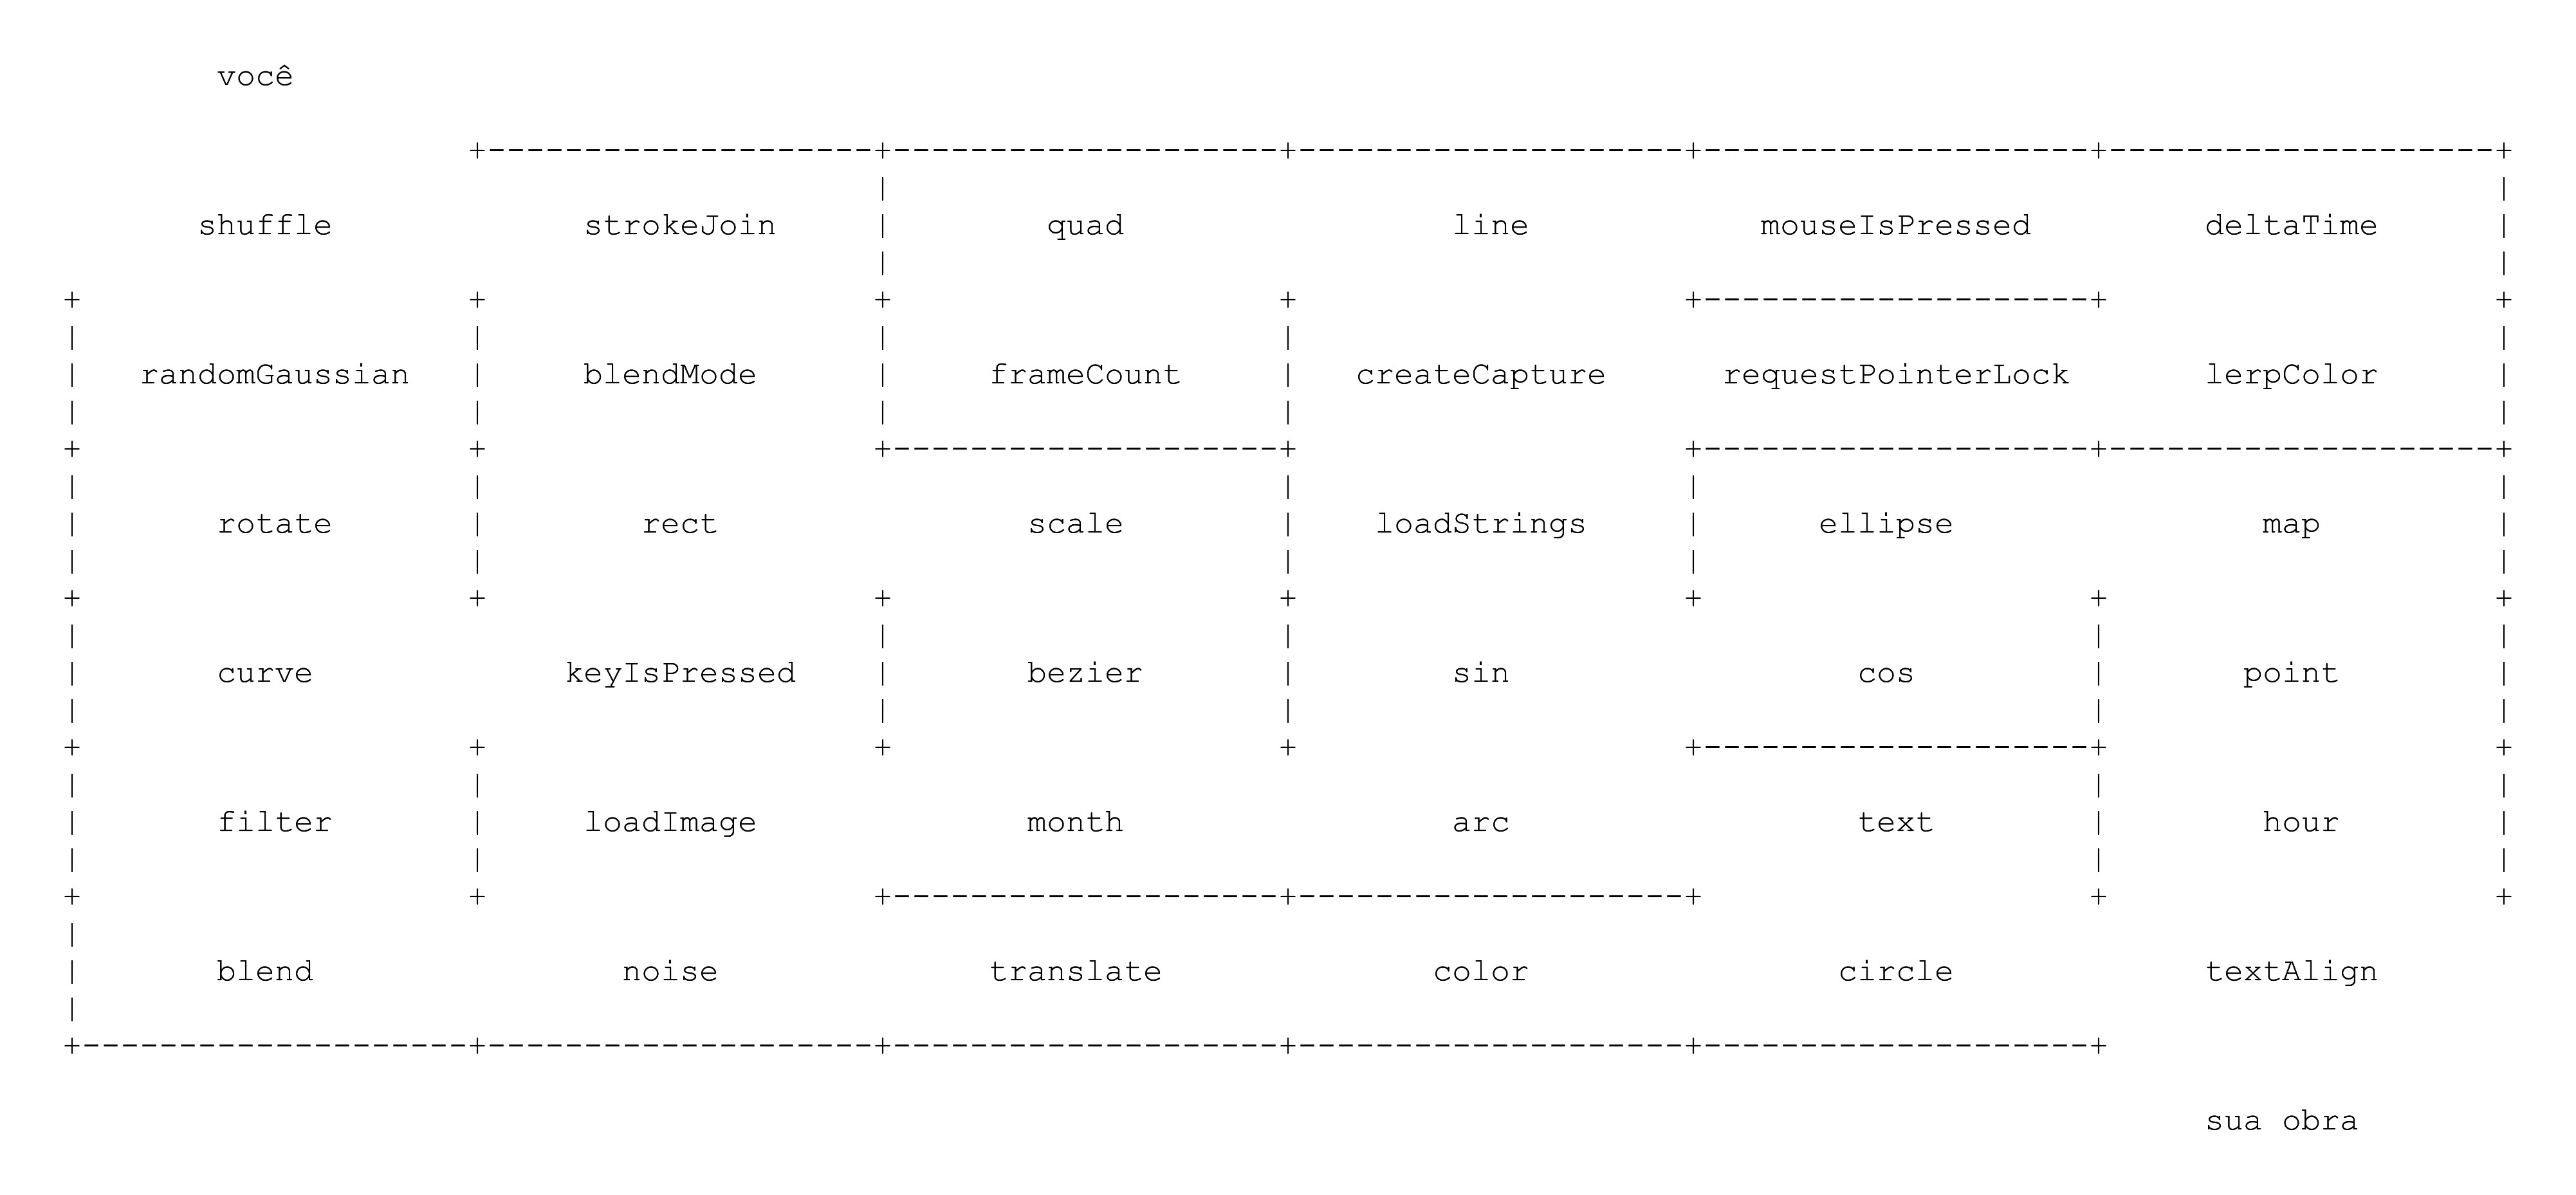 você
shuffle strokeJoin quad line mouseIsPressed deltaTime
randomGaussian blendMode frameCount createCapture requestPointerLock lerpColor
rotate rect scale loadStrings ellipse map
curve keyIsPressed bezier sin cos point
filter loadImage month arc text hour
blend noise translate color circle textAlign
sua obra